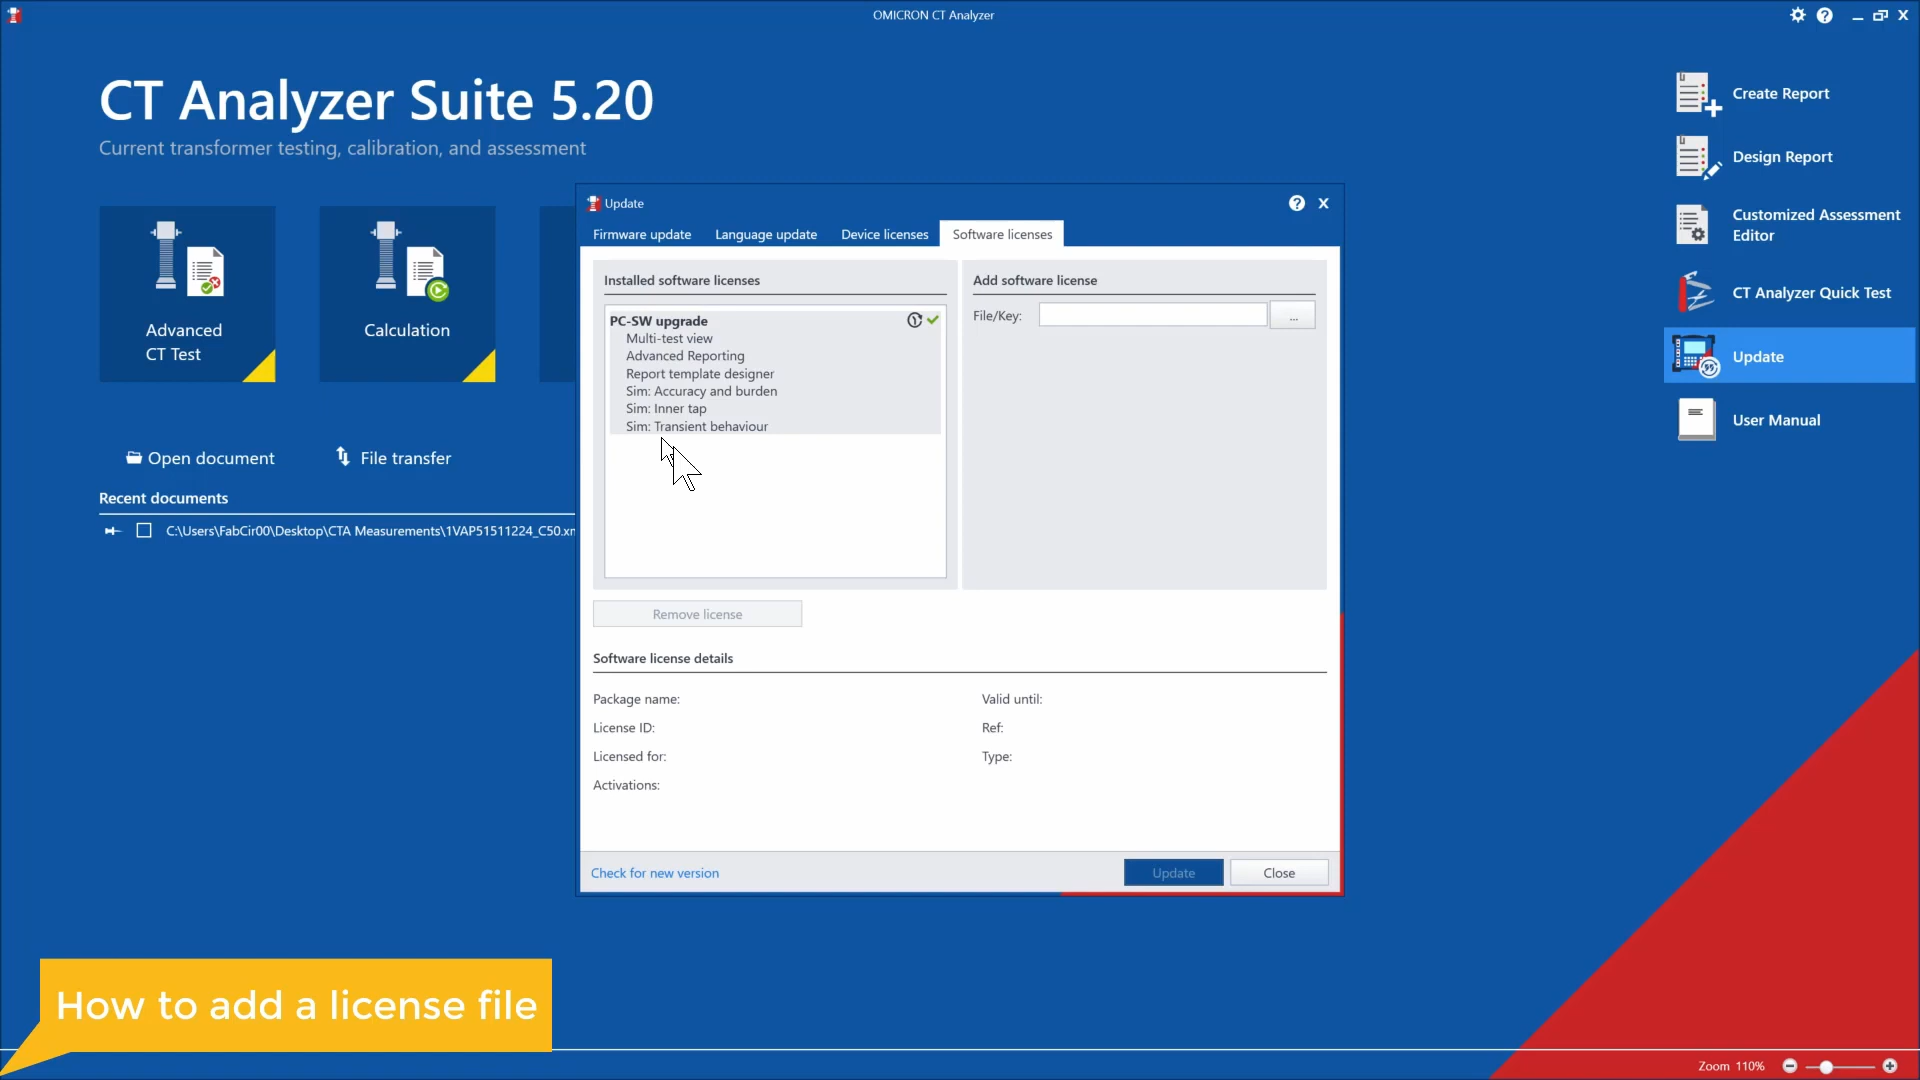 OMICRON CT Analyzer
CT Analyzer Suite 5.20
Current transformer testing, calibration, and assessment
Advanced
CT Test
Calculation
Open document
File transfer
Recent documents
C:\Users\FabCir00\Desktop\CTA Measurements\1VAP51511224_C50.xm
Update
Firmware update
Language update
Device licenses
Software licenses
Installed software licenses
PC-SW upgrade
Multi-test view
Advanced Reporting
Report template designer
Sim: Accuracy and burden
Sim: Inner tap
Sim: Transient behaviour
Add software license
File/Key:
...
Remove license
Software license details
Package name:
Valid until:
License ID:
Ref:
Licensed for:
Type:
Activations:
Check for new version
Update
Close
Create Report
Design Report
Customized Assessment
Editor
CT Analyzer Quick Test
Update
User Manual
How to add a license file
Zoom 110%